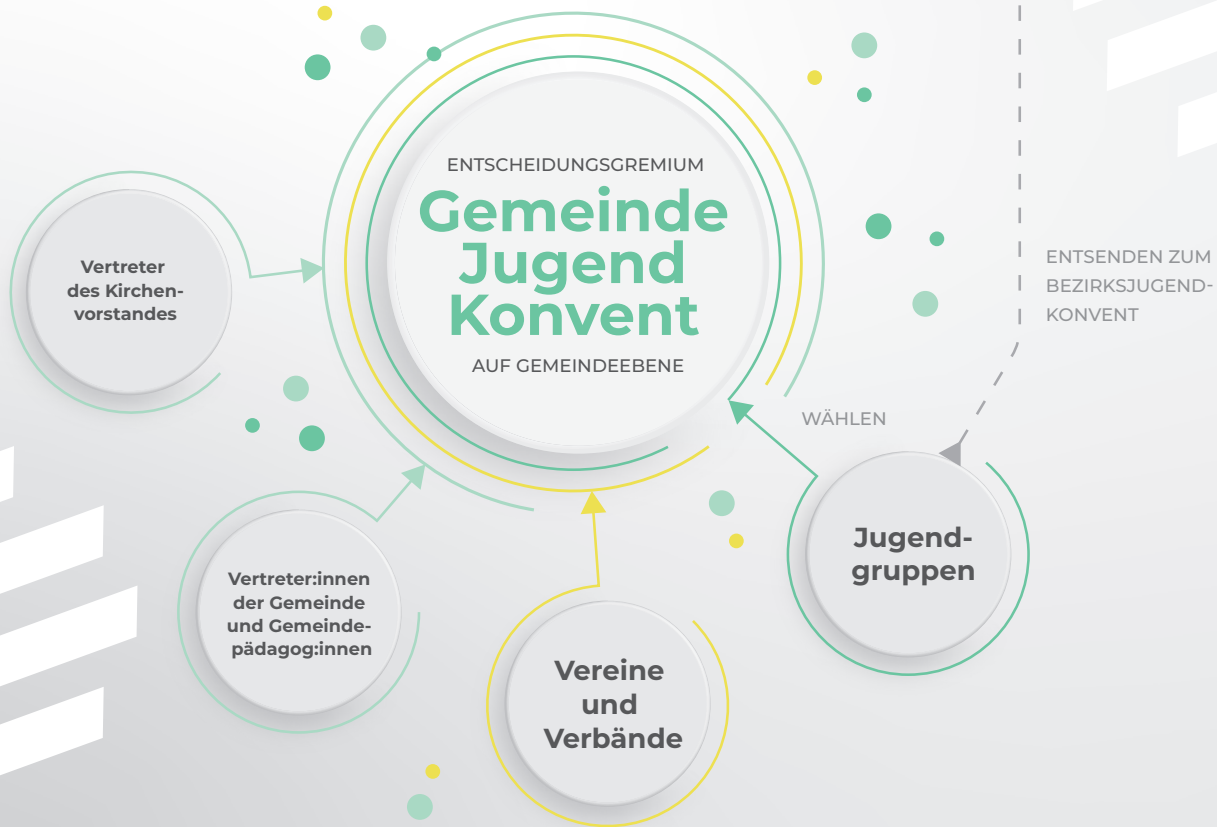 ENTSCHEIDUNGSGREMIUM
Gemeinde
Jugend
Konvent
AUF GEMEINDEEBENE
Vertreter
des Kirchen-
vorstandes
ENTSENDEN ZUM
BEZIRKSJUGEND-
KONVENT
WÄHLEN
Jugend-
gruppen
Vertreter:innen
der Gemeinde
und Gemeinde-
pädagog:innen
Vereine
und
Verbände